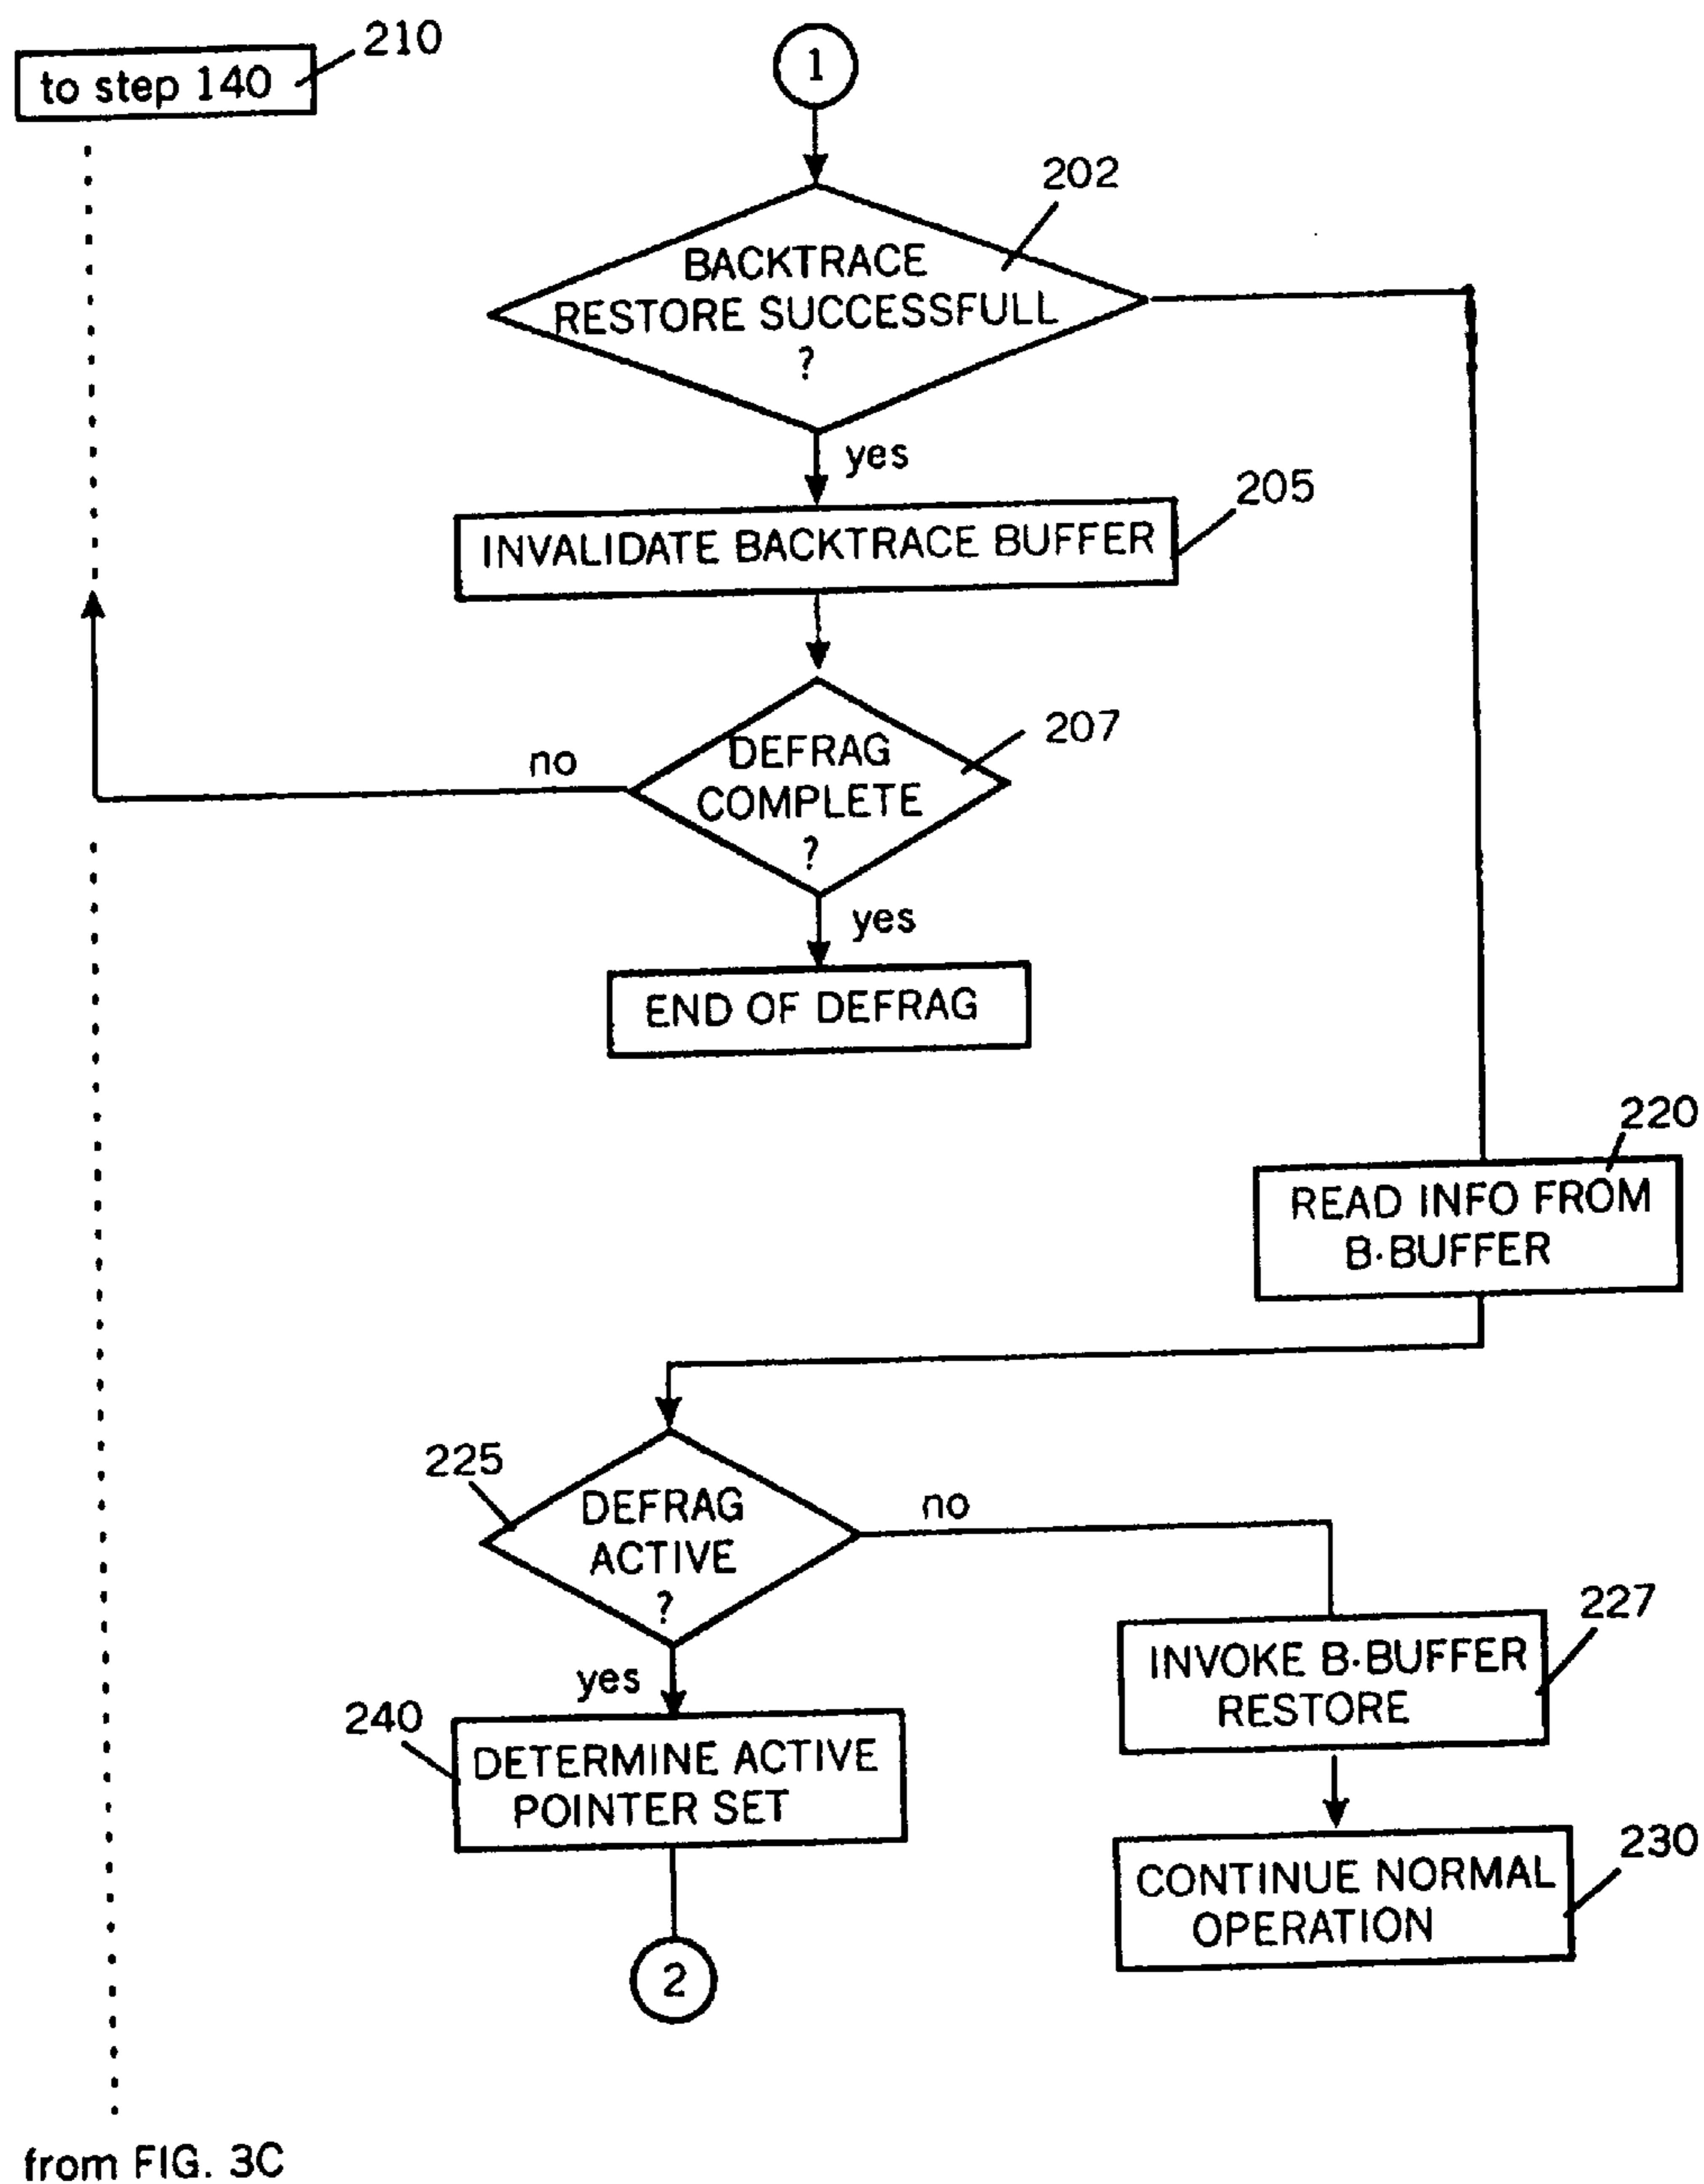 to step 140
210
1
202
BACKTRACE
RESTORE SUCCESSFULL
?
yes
205
INVALIDATE BACKTRACE BUFFER
207
DEFRAG
COMPLETE
?
no
yes
END OF DEFRAG
220
READ INFO FROM
B·BUFFER
225
DEFRAG
ACTIVE
?
no
yes
227
INVOKE B·BUFFER
RESTORE
240
DETERMINE ACTIVE
POINTER SET
230
CONTINUE NORMAL
OPERATION
2
from FIG. 3C